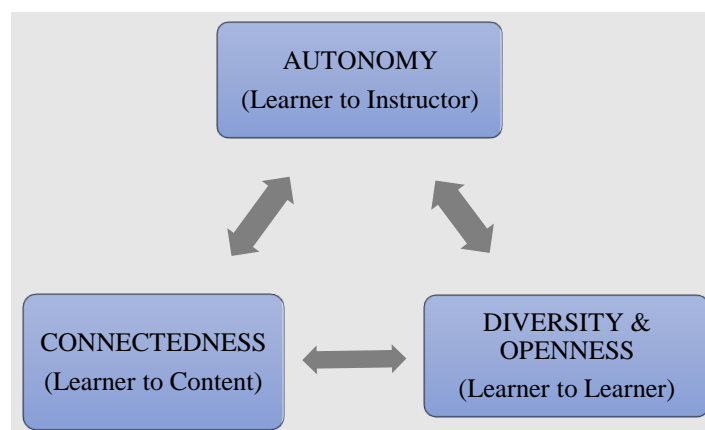 AUTONOMY
(Learner to Instructor)
CONNECTEDNESS
(Learner to Content)
DIVERSITY &
OPENNESS
(Learner to Learner)